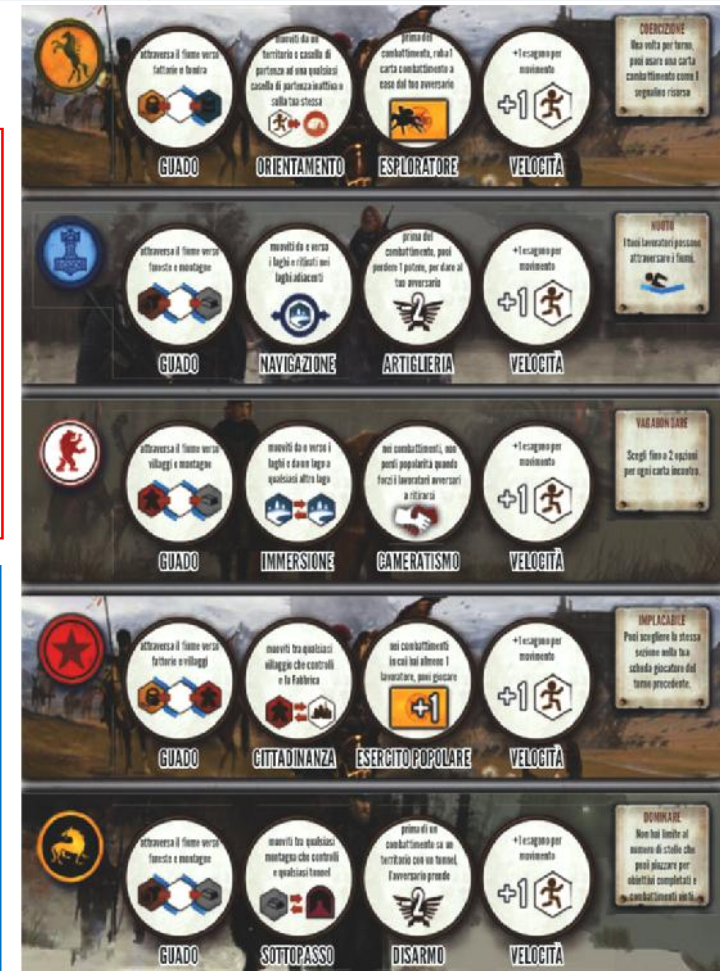 attraversa il fiume verso
fattorie e tundra
GUADO
muoviti da un
territorio o casella di
partenza ad una qualsiasi
casella di partenza inattiva o
sulla tua stessa
ORIENTAMENTO
prima del
combattimento, ruba 1
carta combattimento a
caso dal tuo avversario
ESPLORATORE
+1 esagono per
movimento
+1
VELOCITÀ
COERCIZIONE
Una volta per turno,
puoi usare una carta
combattimento come 1
segnalino risorsa
attraversa il fiume verso
foreste e montagne
GUADO
muoviti da e verso
i laghi e ritirati nei
laghi adiacenti
NAVIGAZIONE
prima del
combattimento, puoi
perdere 1 potere, per dare al
tuo avversario
2
ARTIGLIERIA
+1 esagono per
movimento
+1
VELOCITÀ
NUOTO
I tuoi lavoratori possono
attraversare i fiumi.
attraversa il fiume verso
villaggi e montagne
GUADO
muoviti da e verso i
laghi e da un lago a
qualsiasi altro lago
IMMERSIONE
nei combattimenti, non
perdi popolarità quando
forzi i lavoratori avversari
a ritirarsi
CAMERATISMO
+1 esagono per
movimento
+1
VELOCITÀ
VAGABONDARE
Scegli fino a 2 opzioni
per ogni carta incontro.
attraversa il fiume verso
fattorie e villaggi
GUADO
muoviti tra qualsiasi
villaggio che controlli
e la Fabbrica
CITTADINANZA
nei combattimenti
in cui hai almeno 1
lavoratore, puoi giocare
+1
ESERCITO POPOLARE
+1 esagono per
movimento
+1
VELOCITÀ
IMPLACABILE
Puoi scegliere la stessa
sezione nella tua
scheda giocatore del
turno precedente.
attraversa il fiume verso
foreste e montagne
GUADO
muoviti tra qualsiasi
montagna che controlli
e qualsiasi tunnel
SOTTOPASSO
prima di un
combattimento su un
territorio con un tunnel,
l'avversario prende
2
DISARMO
+1 esagono per
movimento
+1
VELOCITÀ
DOMINARE
Non hai limite al
numero di stelle che
puoi piazzare per
obiettivi completati e
combattimenti vinti.